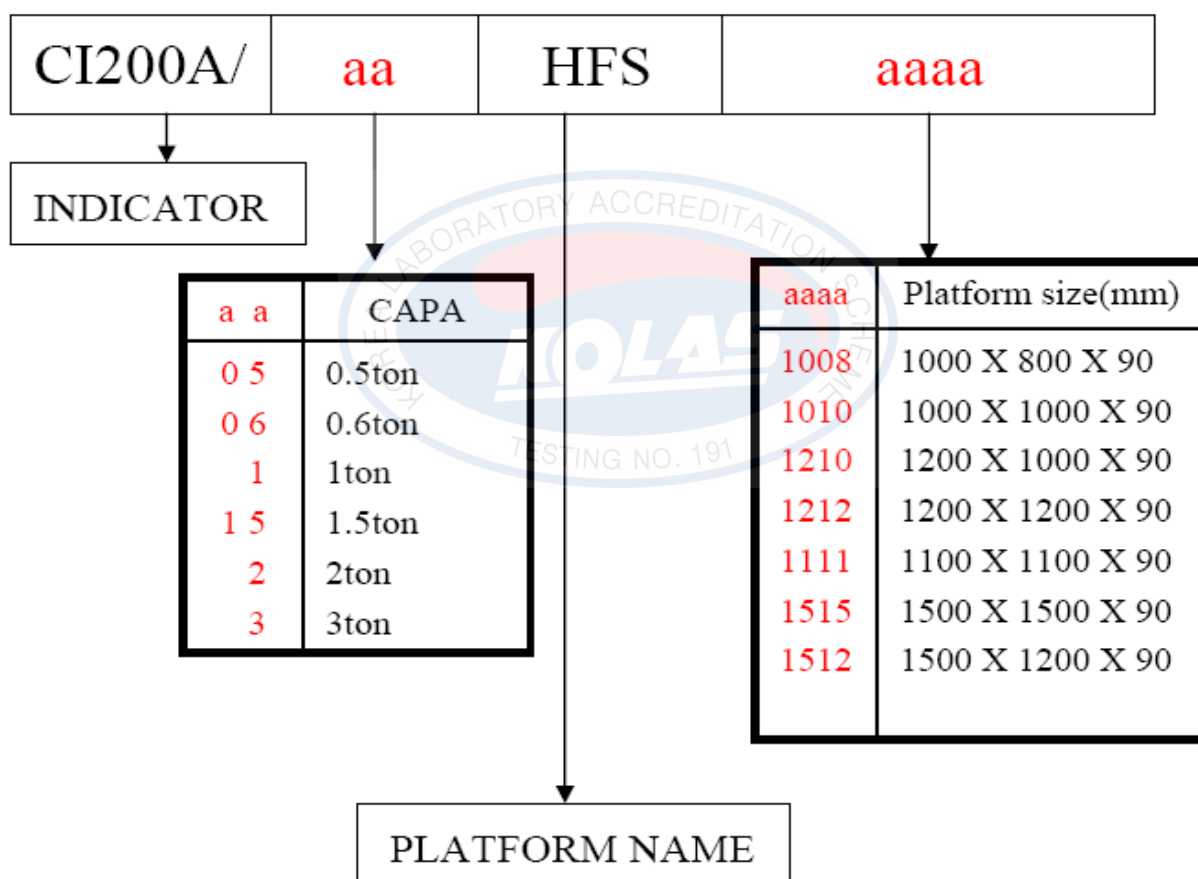 CI200A/ aa HFS aaaa
INDICATOR
a a CAPA
0 5 0.5ton
0 6 0.6ton
1 1ton
1 5 1.5ton
2 2ton
3 3ton
aaaa Platform size(mm)
1008 1000 X 800 X 90
1010 1000 X 1000 X 90
1210 1200 X 1000 X 90
1212 1200 X 1200 X 90
1111 1100 X 1100 X 90
1515 1500 X 1500 X 90
1512 1500 X 1200 X 90
PLATFORM NAME
LABORATORY ACCREDITATION SCHEME
KOLAS
TESTING NO. 191